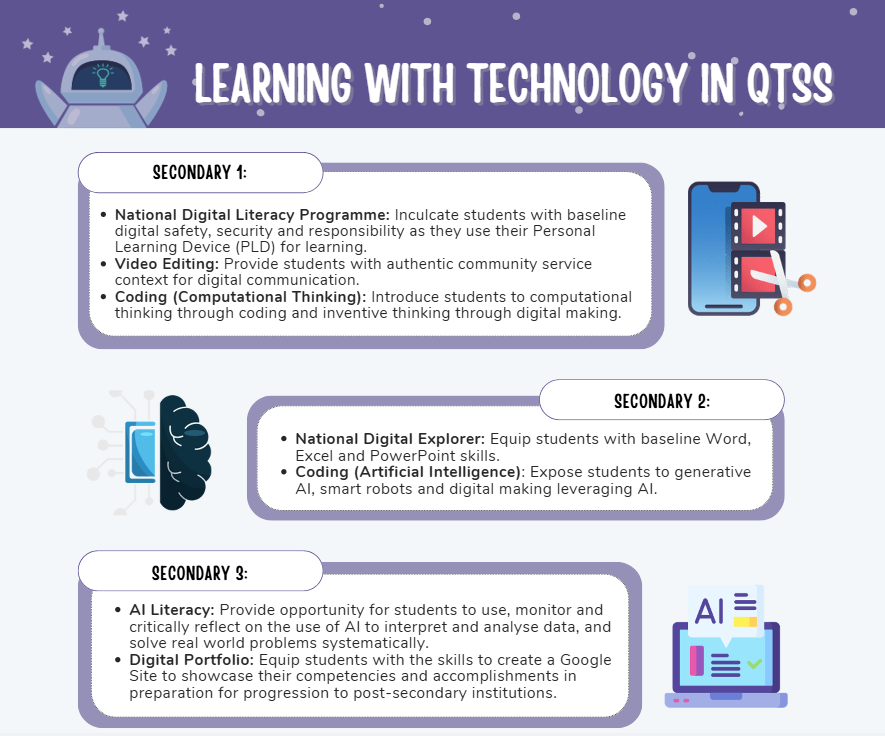 LEARNING WITH TECHNOLOGY IN QTSS
SECONDARY 1:
• National Digital Literacy Programme: Inculcate students with baseline
digital safety, security and responsibility as they use their Personal
Learning Device (PLD) for learning.
• Video Editing: Provide students with authentic community service
context for digital communication.
• Coding (Computational Thinking): Introduce students to computational
thinking through coding and inventive thinking through digital making.
SECONDARY 2:
• National Digital Explorer: Equip students with baseline Word,
Excel and PowerPoint skills.
• Coding (Artificial Intelligence): Expose students to generative
AI, smart robots and digital making leveraging AI.
SECONDARY 3:
• AI Literacy: Provide opportunity for students to use, monitor and
critically reflect on the use of AI to interpret and analyse data, and
solve real world problems systematically.
• Digital Portfolio: Equip students with the skills to create a Google
Site to showcase their competencies and accomplishments in
preparation for progression to post-secondary institutions.
AI